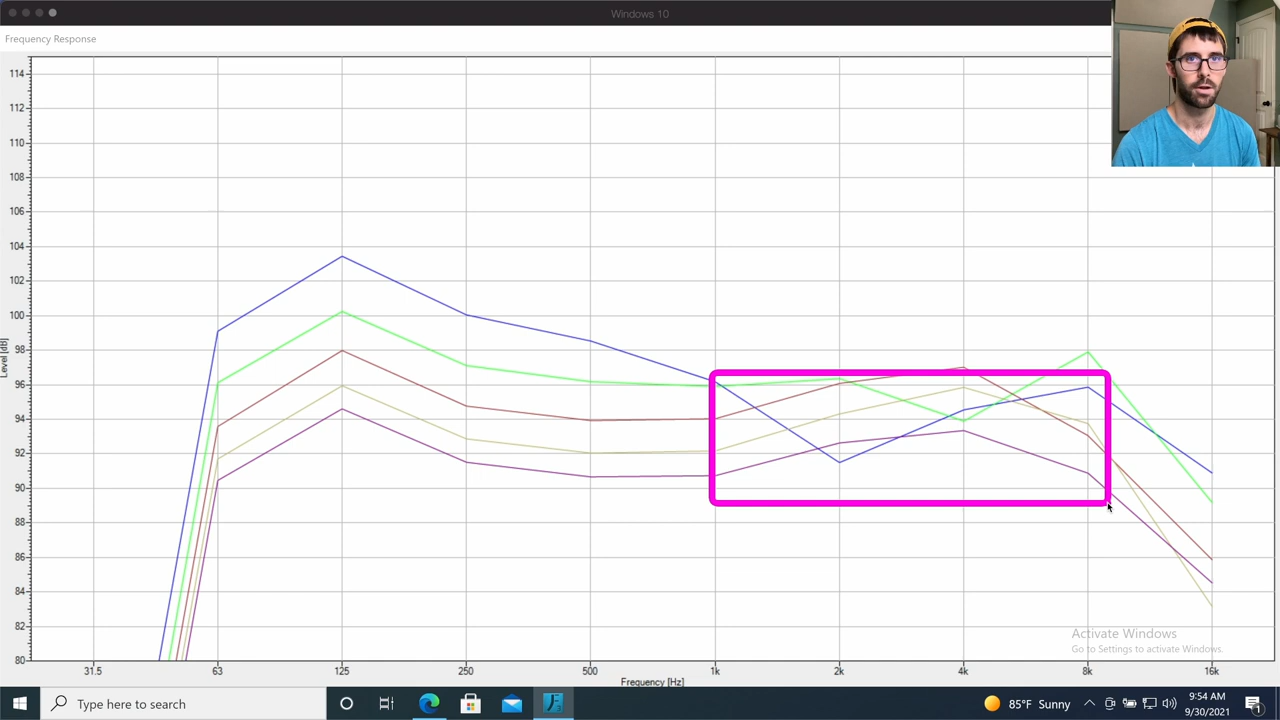 Windows 10
Frequency Response
114
112
110
108
106
104
102
100
98
96
94
92
90
88
86
84
82
80
Level [dB]
31.5
63
125
250
500
1k
2k
4k
8k
16k
Frequency [Hz]
Activate Windows
Go to Settings to activate Windows.
Type here to search
85°F Sunny
9:54 AM
9/30/2021
1